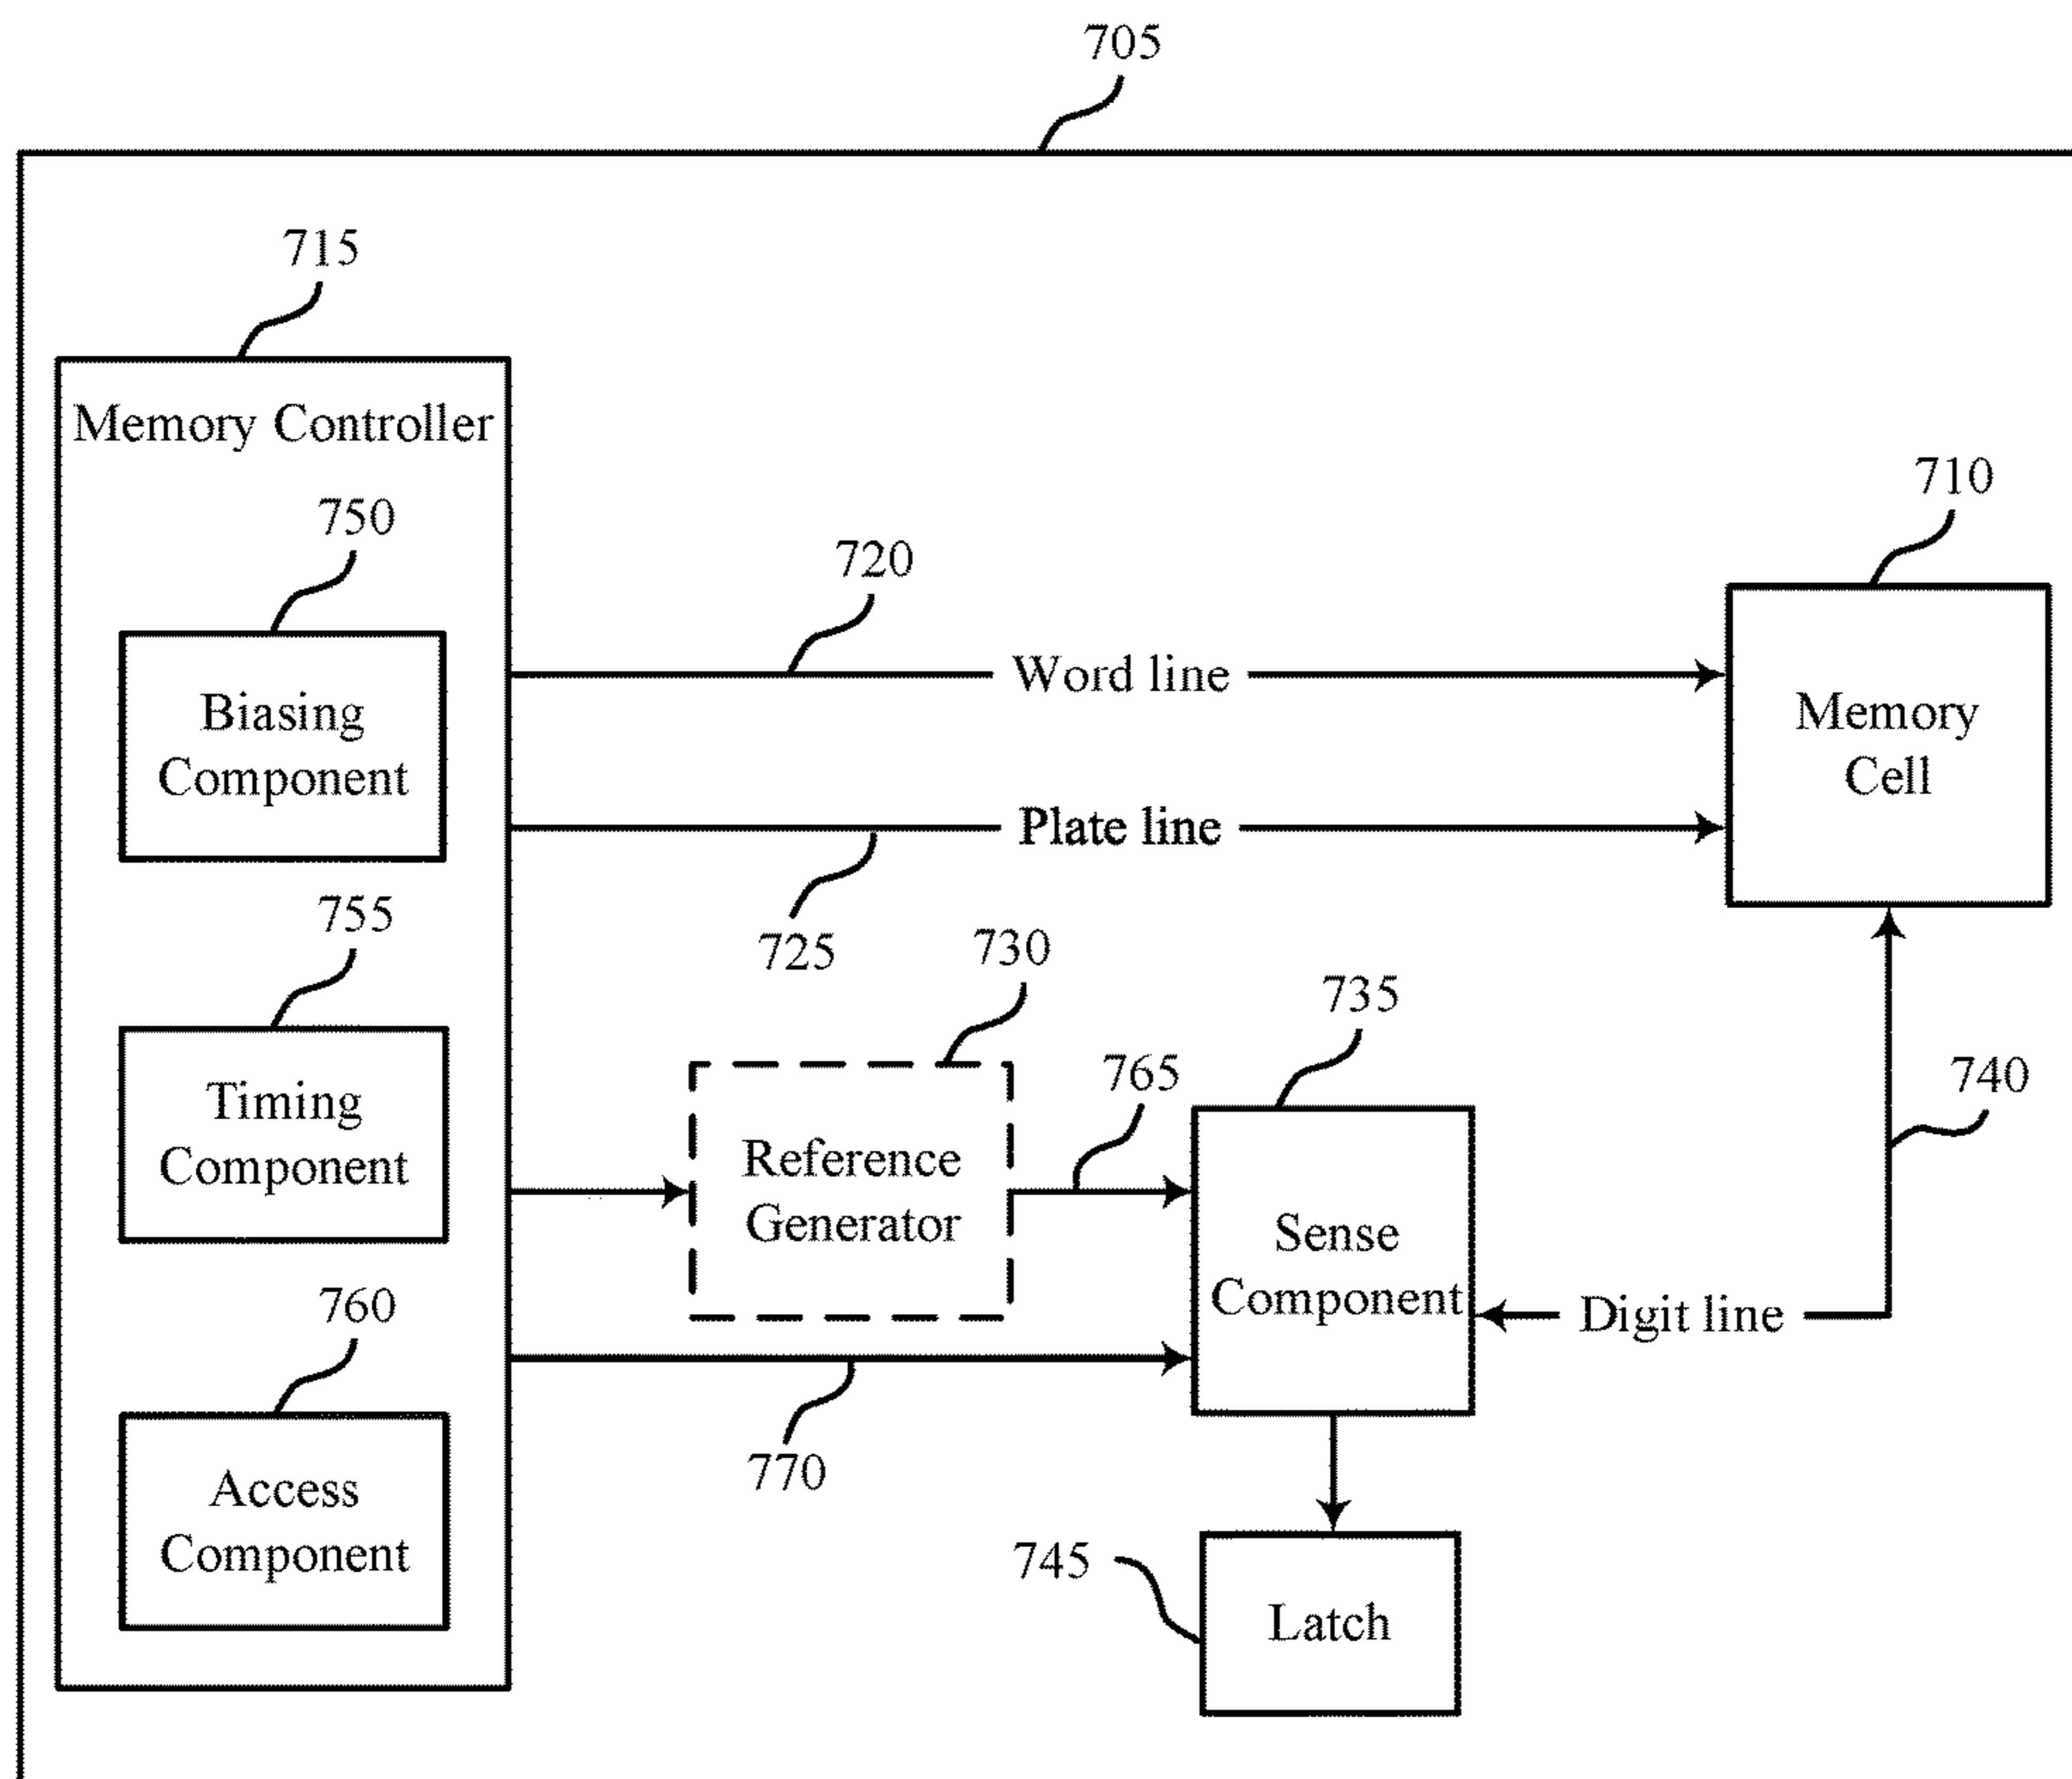 705
715
Memory Controller
750
Biasing
Component
755
Timing
Component
760
Access
Component
720
Word line
Plate line
725
710
Memory
Cell
730
Reference
Generator
765
735
Sense
Component
740
Digit line
770
745
Latch